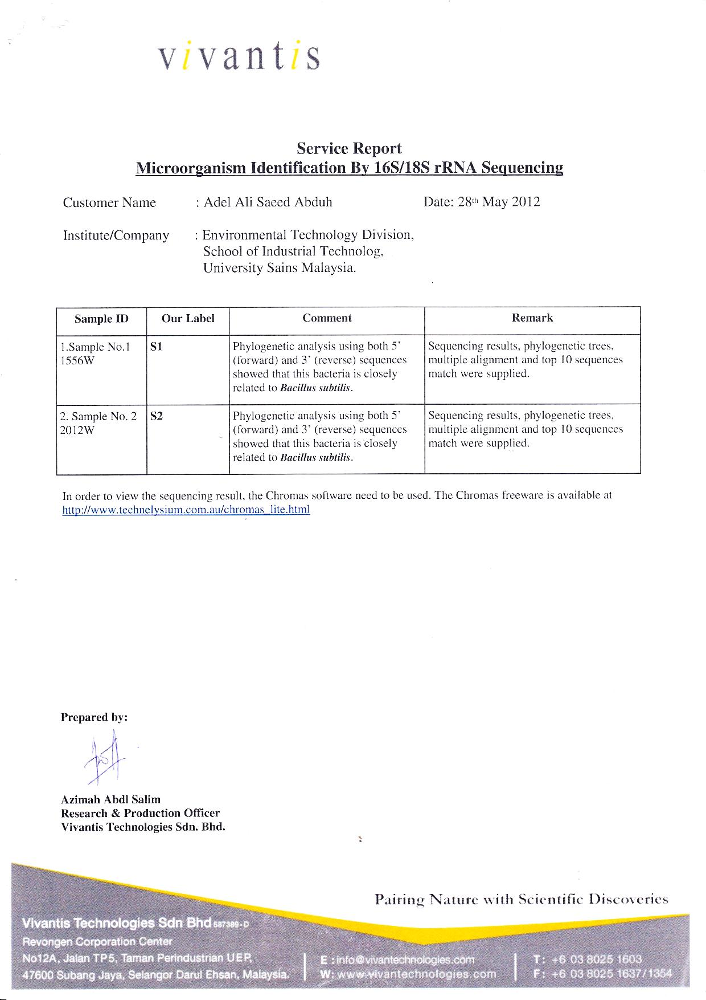 vivantis
Service Report
Microorganism Identification By 16S/18S rRNA Sequencing
Customer Name : Adel Ali Saeed Abduh Date: 28th May 2012
Institute/Company : Environmental Technology Division,
School of Industrial Technolog,
University Sains Malaysia.
Sample ID Our Label Comment Remark
1.Sample No.1 S1 Phylogenetic analysis using both 5' Sequencing results, phylogenetic trees,
1556W (forward) and 3' (reverse) sequences multiple alignment and top 10 sequences
showed that this bacteria is closely match were supplied.
related to Bacillus subtilis.
2. Sample No. 2 S2 Phylogenetic analysis using both 5' Sequencing results, phylogenetic trees,
2012W (forward) and 3' (reverse) sequences multiple alignment and top 10 sequences
showed that this bacteria is closely match were supplied.
related to Bacillus subtilis.
In order to view the sequencing result, the Chromas software need to be used. The Chromas freeware is available at
http://www.technelysium.com.au/chromas_lite.html
Prepared by:
Azimah Abdl Salim
Research & Production Officer
Vivantis Technologies Sdn. Bhd.
Pairing Nature with Scientific Discoveries
Vivantis Technologies Sdn Bhd 587389-D
Revongen Corporation Center
No12A, Jalan TP5, Taman Perindustrian UEP, E : info@vivantechnologies.com T: +6 03 8025 1603
47600 Subang Jaya, Selangor Darul Ehsan, Malaysia. W: www.vivantechnologies.com F: +6 03 8025 1637/1354